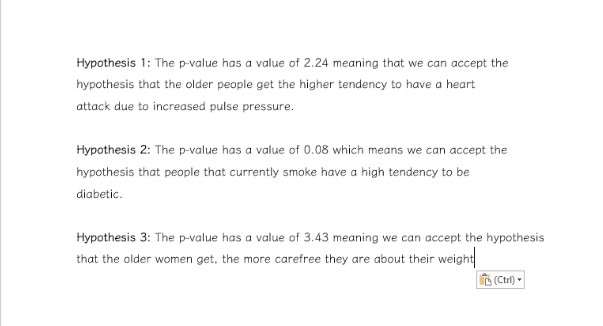 Hypothesis 1: The p-value has a value of 2.24 meaning that we can accept the
hypothesis that the older people get the higher tendency to have a heart
attack due to increased pulse pressure.
Hypothesis 2: The p-value has a value of 0.08 which means we can accept the
hypothesis that people that currently smoke have a high tendency to be
diabetic.
Hypothesis 3: The p-value has a value of 3.43 meaning we can accept the hypothesis
that the older women get, the more carefree they are about their weight
(Ctrl)